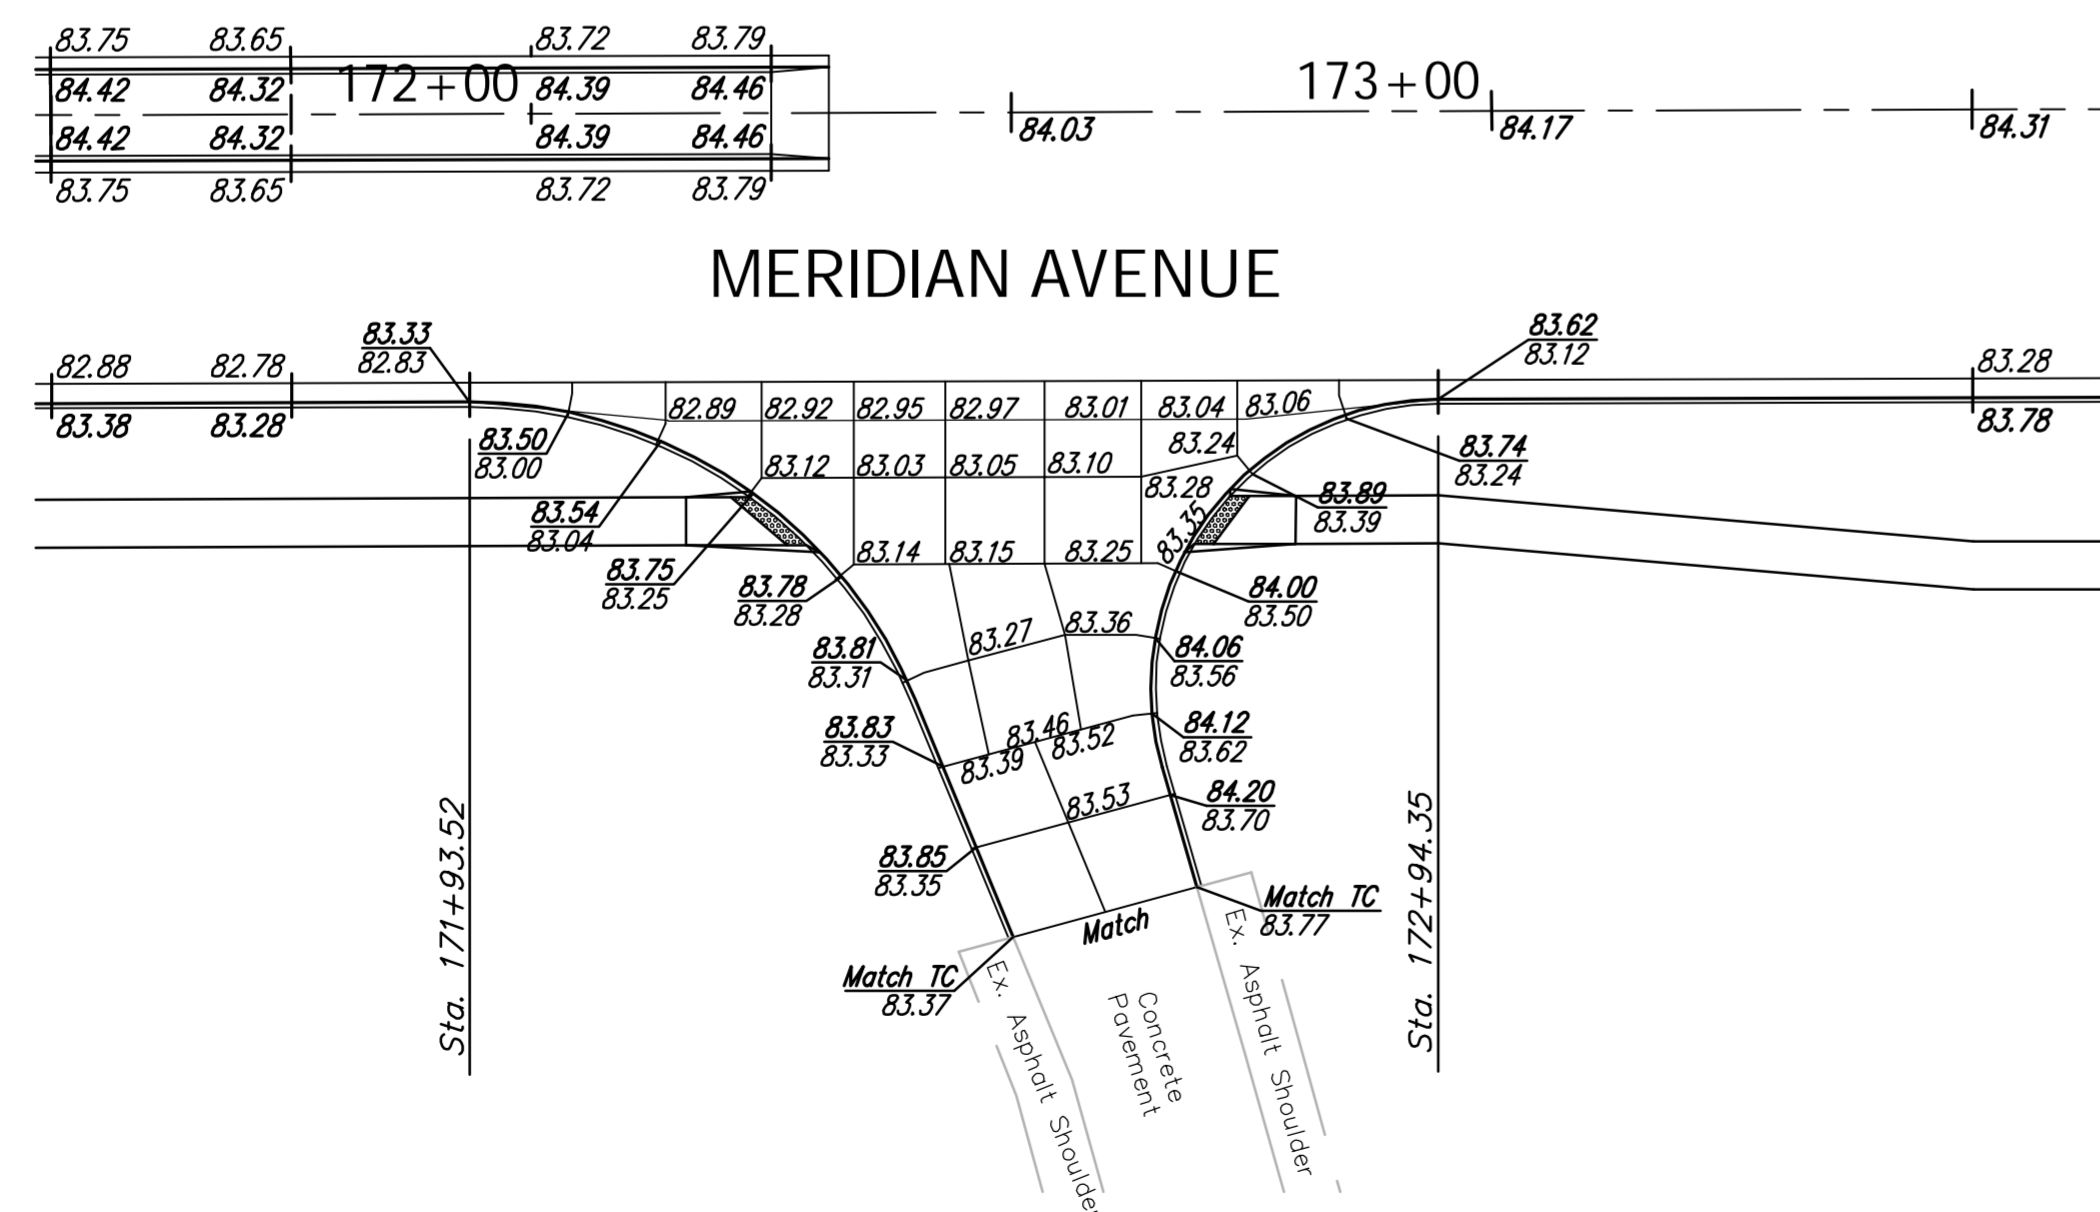 83.75 83.65 83.72 83.79
172+00 173+00
84.42 84.32 84.39 84.46
84.03 84.17 84.31
84.42 84.32 84.39 84.46
83.75 83.65 83.72 83.79
MERIDIAN AVENUE
83.33
82.83
83.62
83.12
82.88 82.78
83.28
83.38 83.28
83.78
82.89 82.92 82.95 82.97 83.01 83.04 83.06
83.50
83.00
83.24
83.74
83.24
83.12 83.03 83.05 83.10
83.28
83.89
83.39
83.54
83.04
83.35
83.14 83.15 83.25
83.75
83.25
83.78
83.28
84.00
83.50
83.27 83.36
83.81
83.31
84.06
83.56
83.83
83.33
83.46
83.39 83.52
84.12
83.62
83.53
84.20
83.70
83.85
83.35
Sta. 171+93.52
Sta. 172+94.35
Match TC
83.77
Match
Match TC
83.37
Ex. Asphalt Shoulder
Concrete
Pavement
Ex. Asphalt Shoulder